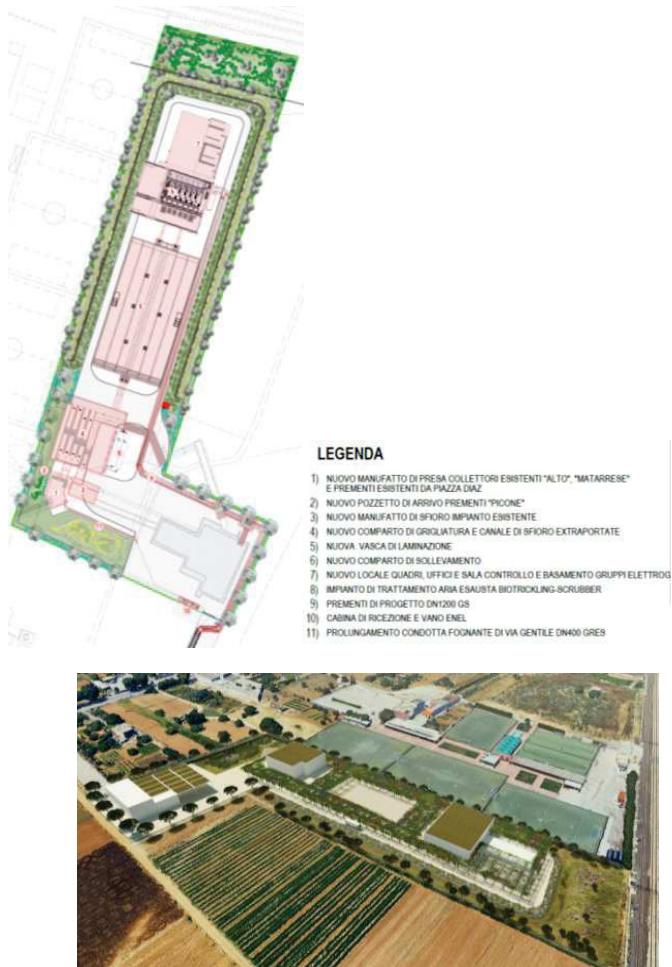 LEGENDA
1) NUOVO MANUFATTO DI PRESA COLLETTORI ESISTENTI "ALTO", "MATARRESE"
E PREMENTI ESISTENTI DA PIAZZA DIAZ
2) NUOVO POZZETTO DI ARRIVO PREMENTI "PICONE"
3) NUOVO MANUFATTO DI SFIORO IMPIANTO ESISTENTE
4) NUOVO COMPARTO DI GRIGLIATURA E CANALE DI SFIORO EXTRAPORTATE
5) NUOVA VASCA DI LAMINAZIONE
6) NUOVO COMPARTO DI SOLLEVAMENTO
7) NUOVO LOCALE QUADRI, UFFICI E SALA CONTROLLO E BASAMENTO GRUPPI ELETTROG
8) IMPIANTO DI TRATTAMENTO ARIA ESAUSTA BIOTRICKLING-SCRUBBER
9) PREMENTI DI PROGETTO DN1200 GS
10) CABINA DI RICEZIONE E VANO ENEL
11) PROLUNGAMENTO CONDOTTA FOGNANTE DI VIA GENTILE DN400 GRES